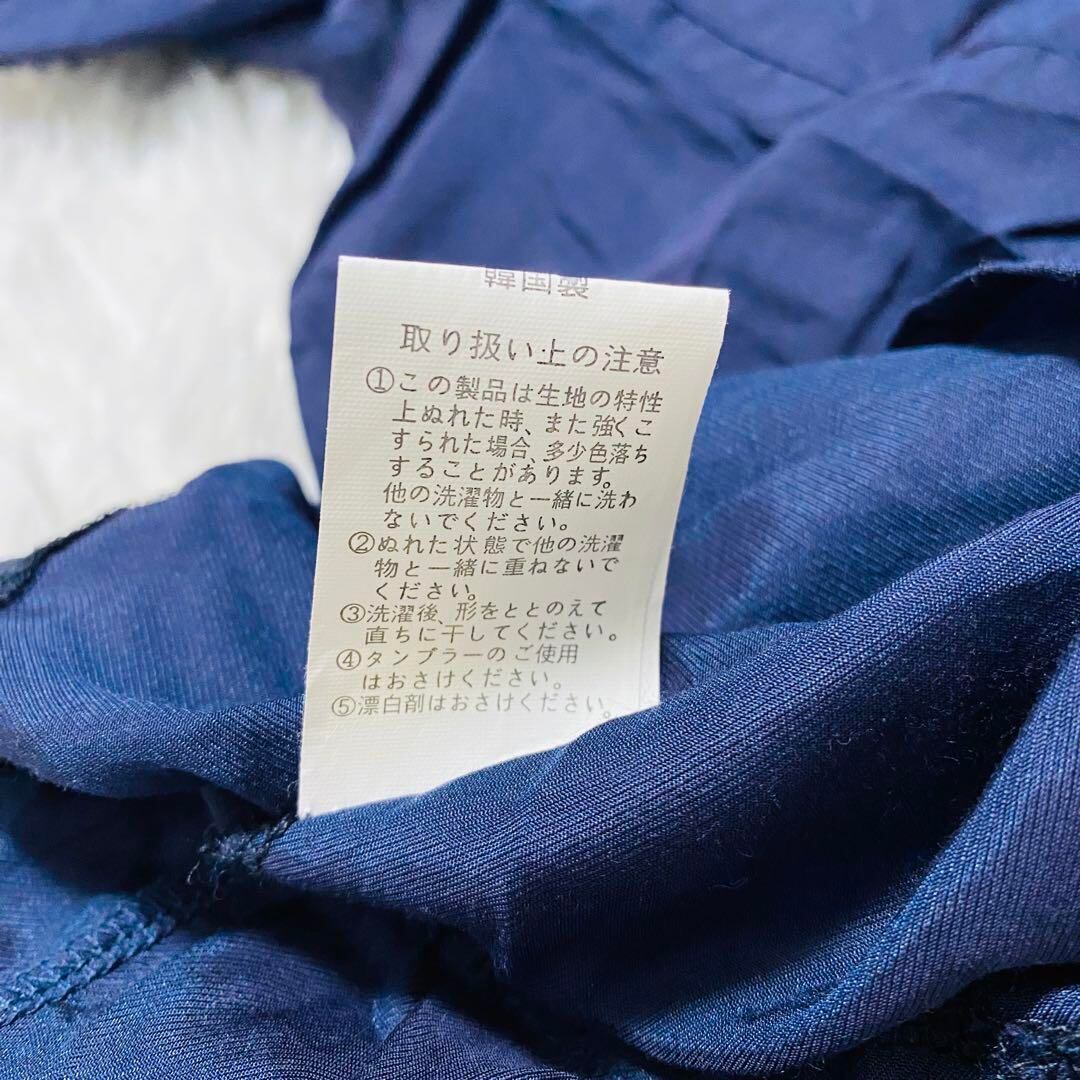 韓国製
取り扱い上の注意
①この製品は生地の特性
上ぬれた時、また強くこ
すられた場合、多少色落ち
することがあります。
他の洗濯物と一緒に洗わ
ないでください。
②ぬれた状態で他の洗濯
物と一緒に重ねないで
ください。
③洗濯後、形をととのえて
直ちに干してください。
④タンブラーのご使用
はおさけください。
⑤漂白剤はおさけください。